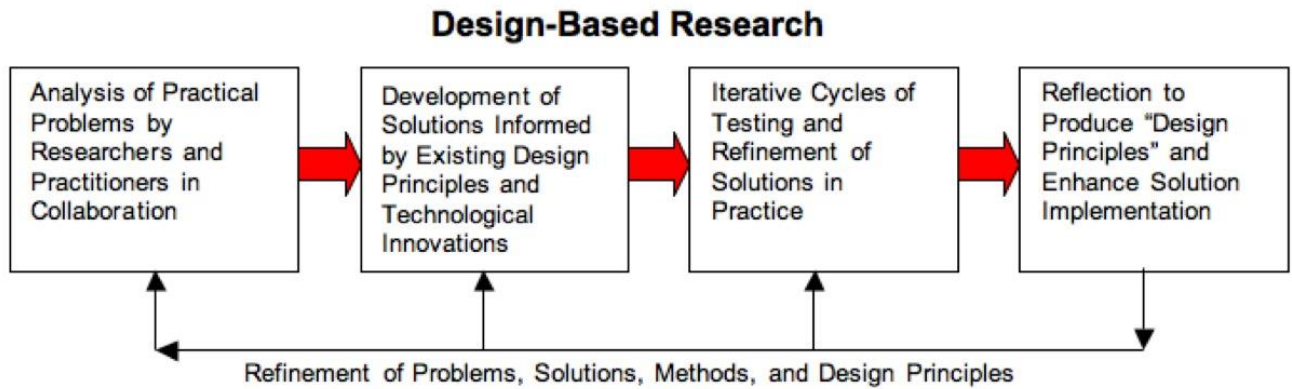 Design-Based Research
Analysis of Practical
Problems by
Researchers and
Practitioners in
Collaboration
Development of
Solutions Informed
by Existing Design
Principles and
Technological
Innovations
Iterative Cycles of
Testing and
Refinement of
Solutions in
Practice
Reflection to
Produce “Design
Principles” and
Enhance Solution
Implementation
Refinement of Problems, Solutions, Methods, and Design Principles